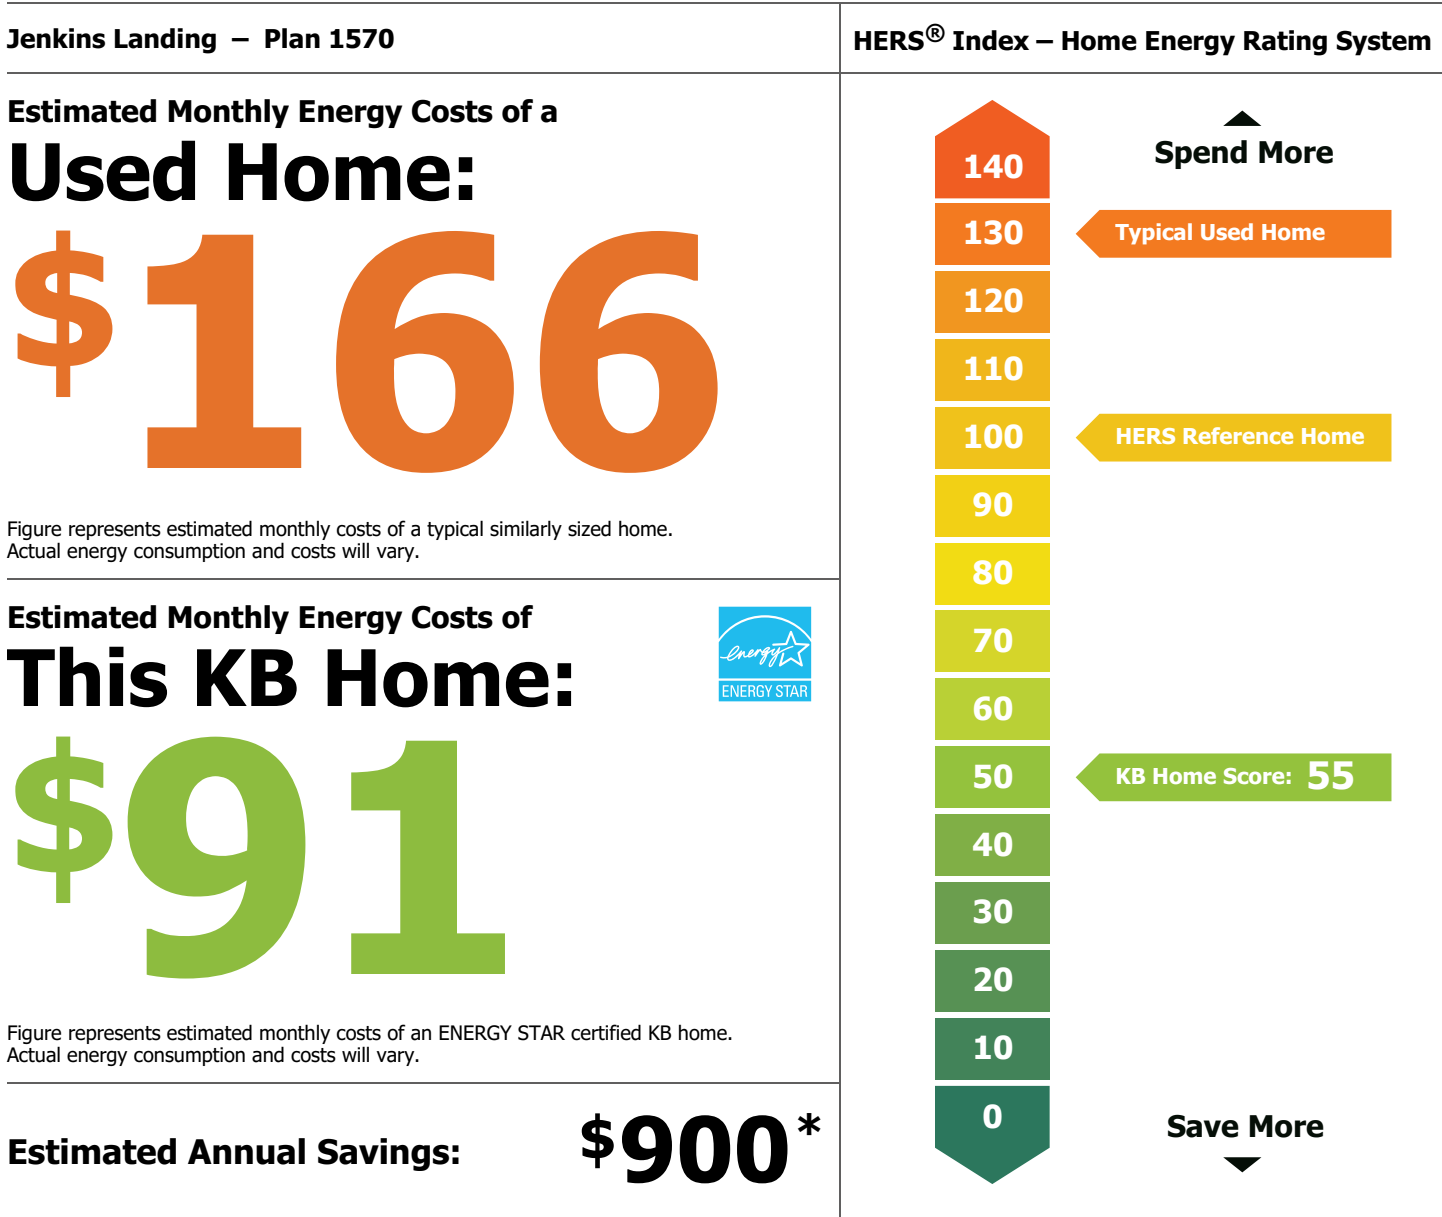 Jenkins Landing – Plan 1570
Estimated Monthly Energy Costs of a
Used Home:
$166
Figure represents estimated monthly costs of a typical similarly sized home.
Actual energy consumption and costs will vary.
Estimated Monthly Energy Costs of
This KB Home:
energy
ENERGY STAR
$91
Figure represents estimated monthly costs of an ENERGY STAR certified KB home.
Actual energy consumption and costs will vary.
Estimated Annual Savings: $900*
HERS® Index – Home Energy Rating System
Spend More
140
130 Typical Used Home
120
110
100 HERS Reference Home
90
80
70
60
50 KB Home Score: 55
40
30
20
10
0
Save More